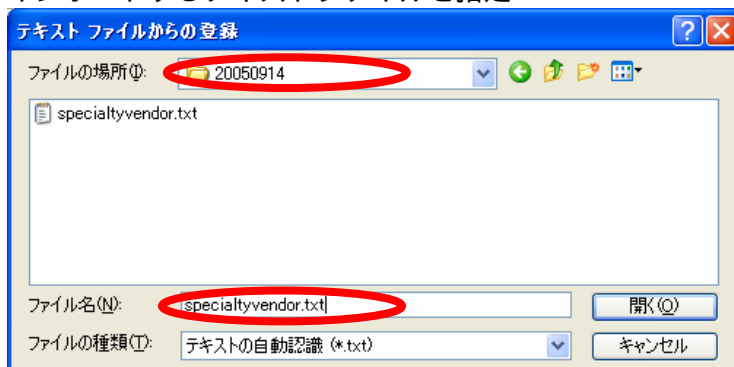 テキスト ファイルからの登録
ファイルの場所(I):
20050914
specialtyvendor.txt
ファイル名(N):
specialtyvendor.txt
開く(O)
ファイルの種類(T):
テキストの自動認識 (*.txt)
キャンセル